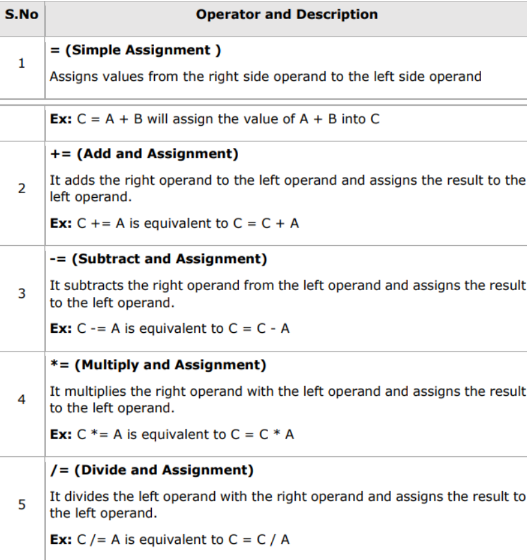 S.No Operator and Description
1
= (Simple Assignment )
Assigns values from the right side operand to the left side operand
Ex: C = A + B will assign the value of A + B into C
2
+= (Add and Assignment)
It adds the right operand to the left operand and assigns the result to the
left operand.
Ex: C += A is equivalent to C = C + A
3
-= (Subtract and Assignment)
It subtracts the right operand from the left operand and assigns the result
to the left operand.
Ex: C -= A is equivalent to C = C - A
4
*= (Multiply and Assignment)
It multiplies the right operand with the left operand and assigns the result
to the left operand.
Ex: C *= A is equivalent to C = C * A
5
/= (Divide and Assignment)
It divides the left operand with the right operand and assigns the result to
the left operand.
Ex: C /= A is equivalent to C = C / A